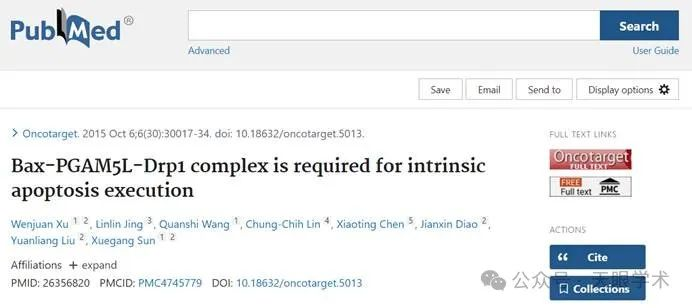 PubMed®
Search
Advanced
User Guide
Save
Email
Send to
Display options
> Oncotarget. 2015 Oct 6;6(30):30017-34. doi: 10.18632/oncotarget.5013.
Bax-PGAM5L-Drp1 complex is required for intrinsic
apoptosis execution
Wenjuan Xu 1 2, Linlin Jing 3, Quanshi Wang 1, Chung-Chih Lin 4, Xiaoting Chen 5, Jianxin Diao 2,
Yuanliang Liu 2, Xuegang Sun 1 2
Affiliations + expand
PMID: 26356820 PMCID: PMC4745779 DOI: 10.18632/oncotarget.5013
FULL TEXT LINKS
Oncotarget
FULL TEXT
FREE
Full text
PMC
ACTIONS
Cite
Collections
公众号 · 天眼学术